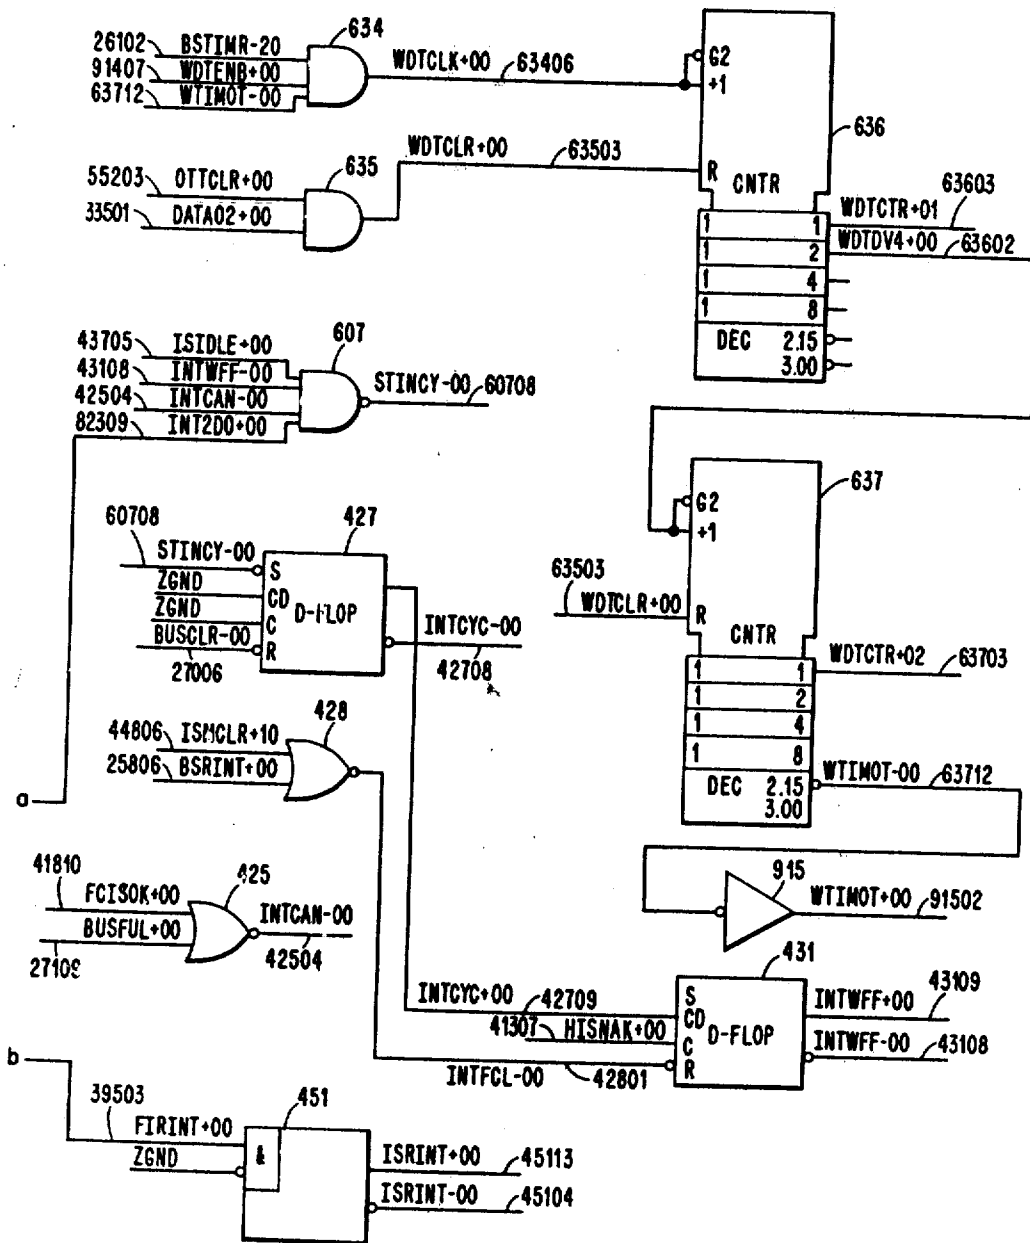 634
26102 BSTIMR-20
91407 WDTENB+00
63712 WTIMOT-00
WDTCLK+00 63406
G2
+1
636
635
55203 OTTCLR+00
33501 DATA02+00
WDTCLR+00 63503
R
CNTR
1 1 WDTCTR+01 63603
1 2 WDTDV4+00 63602
1 4
1 8
DEC 2.15
3.00
607
43705 ISIDLE+00
43108 INTWFF-00
42504 INTCAN-00
82309 INT2DO+00
STINCY-00 60708
637
G2
+1
63503
WDTCLR+00 R
CNTR
1 1 WDTCTR+02 63703
1 2
1 4
1 8
DEC 2.15 WTIMOT-00 63712
3.00
60708 427
STINCY-00 S
ZGND CD
ZGND C
D-FLOP
BUSCLR-00 R
27006
INTCYC-00
42708
428
44806 ISMCLR+10
25806 BSRINT+00
a
425
41810 FCISOK+00
BUSFUL+00
27109
INTCAN-00
42504
915
WTIMOT+00 91502
431
INTCYC+00 42709
41307 HISNAK+00
INTFCL-00 42801
S
CD
C
R
D-FLOP
INTWFF+00 43109
INTWFF-00 43108
b
39503 451
FIRINT+00
ZGND
&
ISRINT+00 45113
ISRINT-00 45104